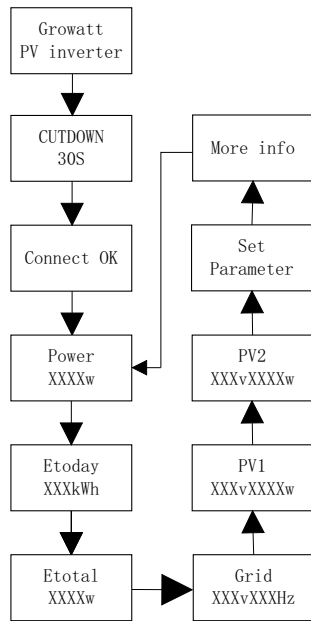 Growatt
PV inverter
CUTDOWN
30S
Connect OK
Power
XXXXw
Etoday
XXXkWh
Etotal
XXXXw
Grid
XXXvXXXHz
PV1
XXXvXXXXw
PV2
XXXvXXXXw
Set
Parameter
More info